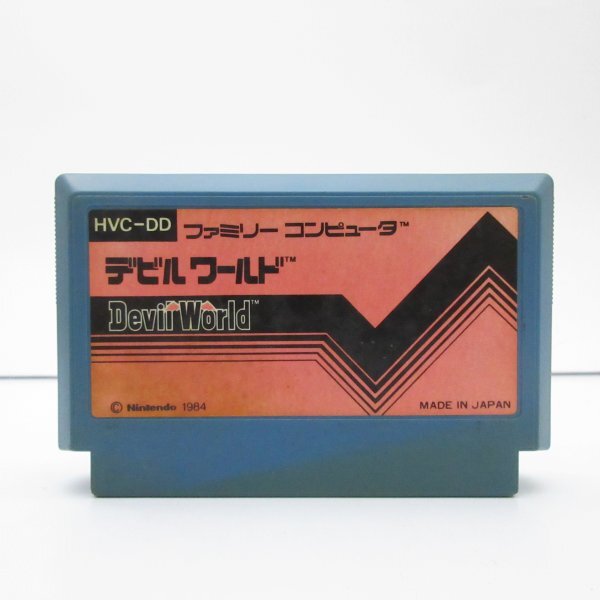 HVC-DD ファミリー コンピュータ™
デビル ワールド™
Devil World™
© Nintendo 1984
MADE IN JAPAN